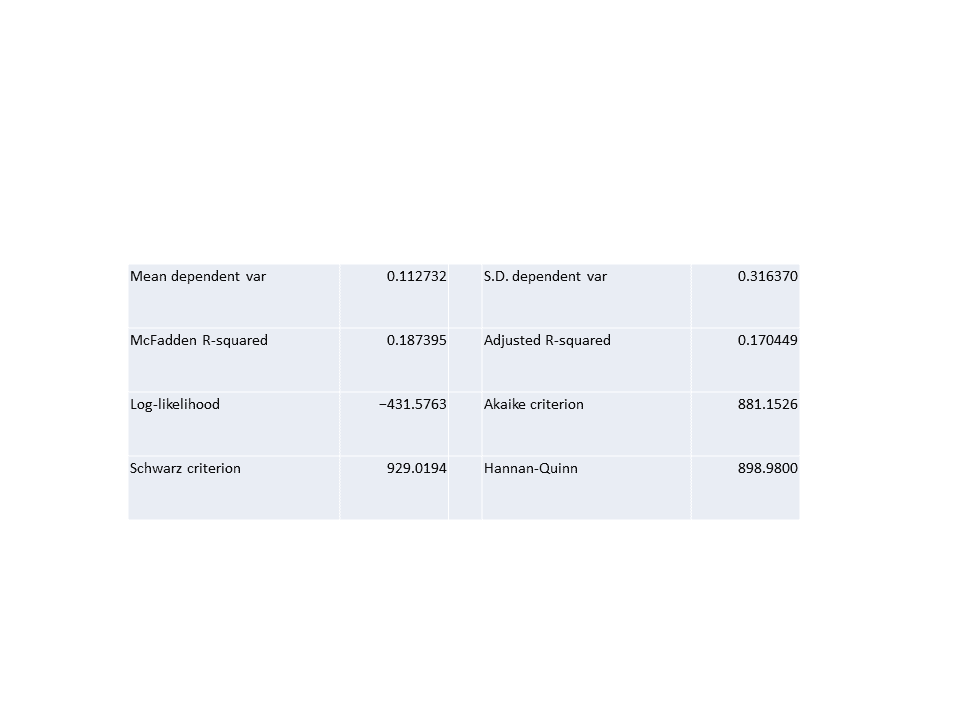 Mean dependent var 0.112732 S.D. dependent var 0.316370
McFadden R-squared 0.187395 Adjusted R-squared 0.170449
Log-likelihood −431.5763 Akaike criterion 881.1526
Schwarz criterion 929.0194 Hannan-Quinn 898.9800